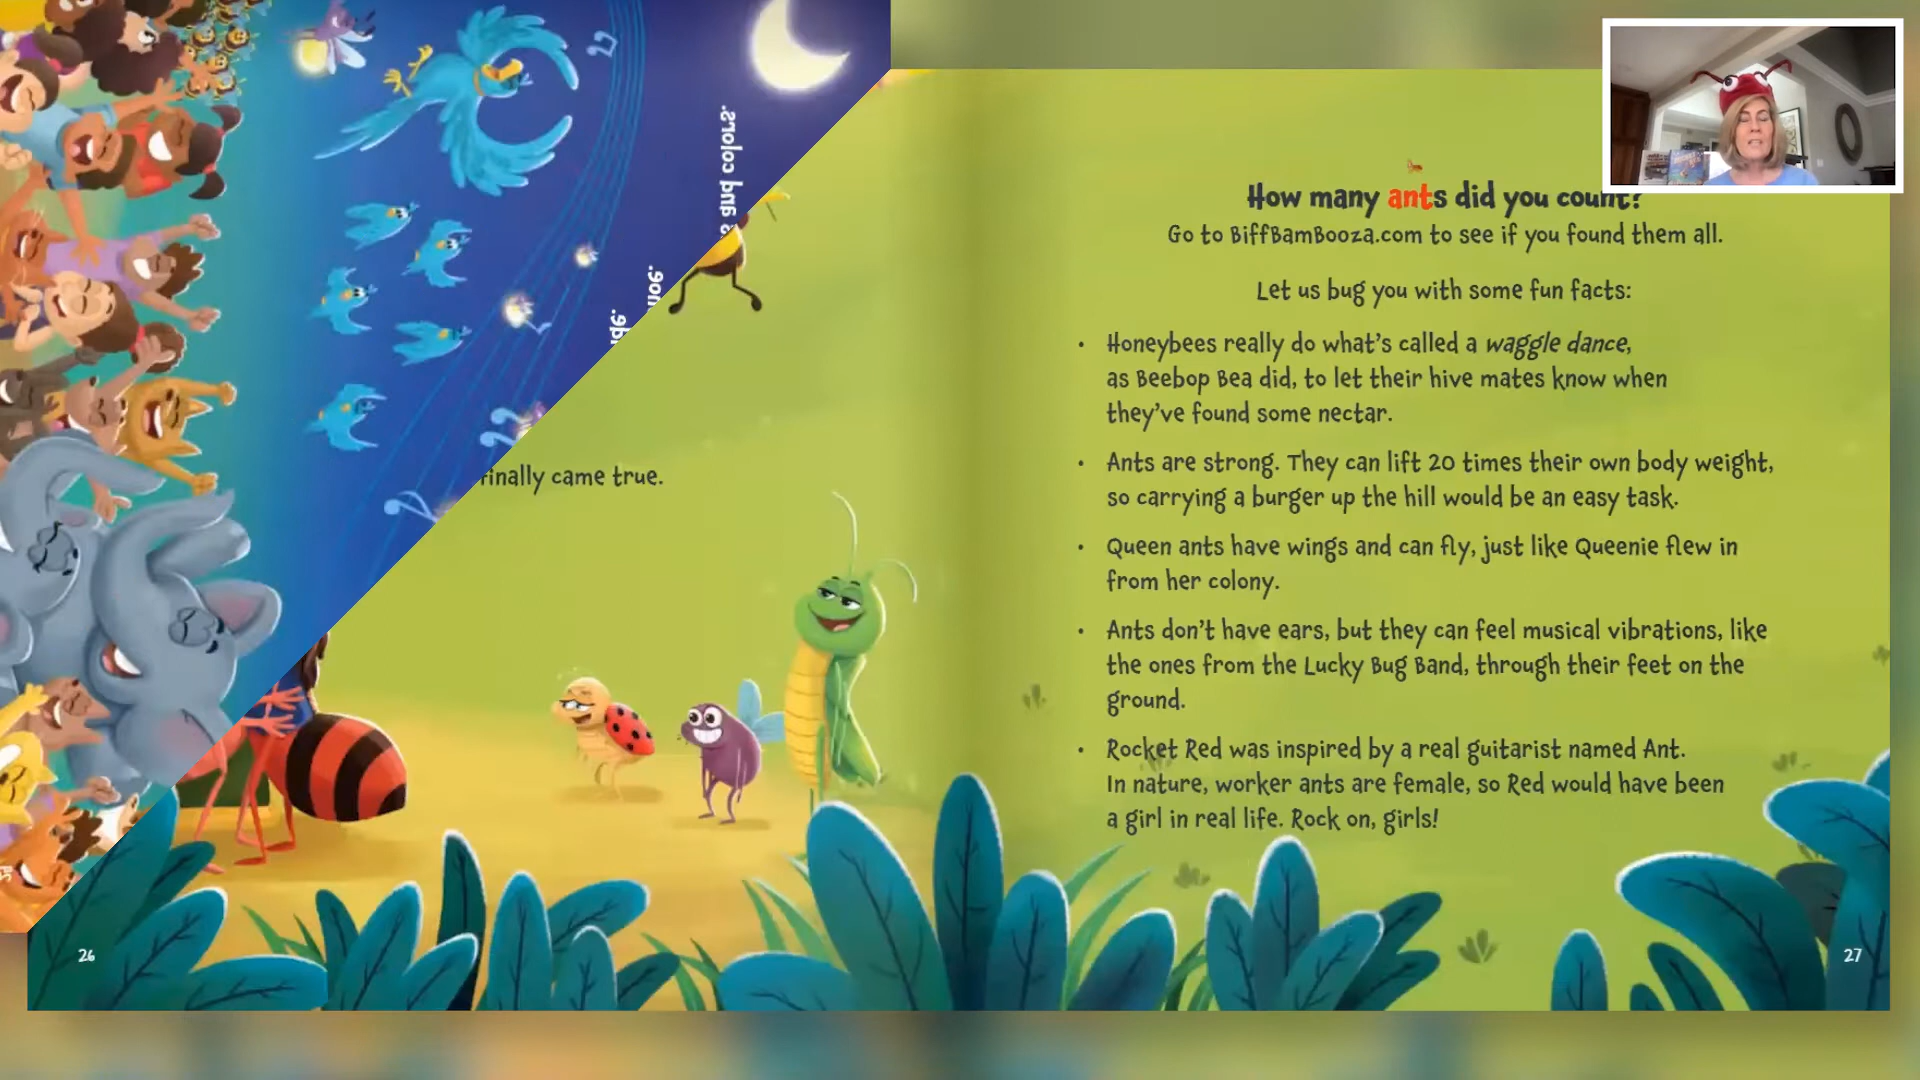 s and colors.
finally came true.
How many ants did you count?
Go to BiffBamBooza.com to see if you found them all.
Let us bug you with some fun facts:
• Honeybees really do what's called a waggle dance,
as Beebop Bea did, to let their hive mates know when
they've found some nectar.
• Ants are strong. They can lift 20 times their own body weight,
so carrying a burger up the hill would be an easy task.
• Queen ants have wings and can fly, just like Queenie flew in
from her colony.
• Ants don't have ears, but they can feel musical vibrations, like
the ones from the Lucky Bug Band, through their feet on the
ground.
• Rocket Red was inspired by a real guitarist named Ant.
In nature, worker ants are female, so Red would have been
a girl in real life. Rock on, girls!
26
27